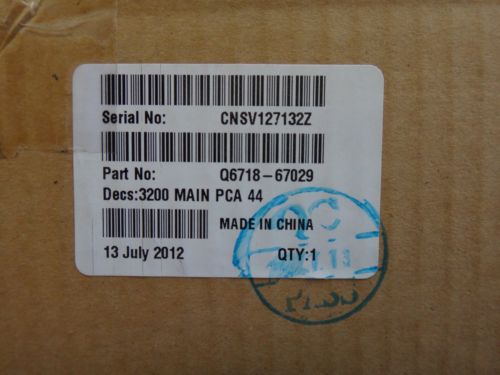 Serial No: CNSV127132Z
Part No: Q6718-67029
Decs:3200 MAIN PCA 44
MADE IN CHINA
13 July 2012 QTY:1
QC